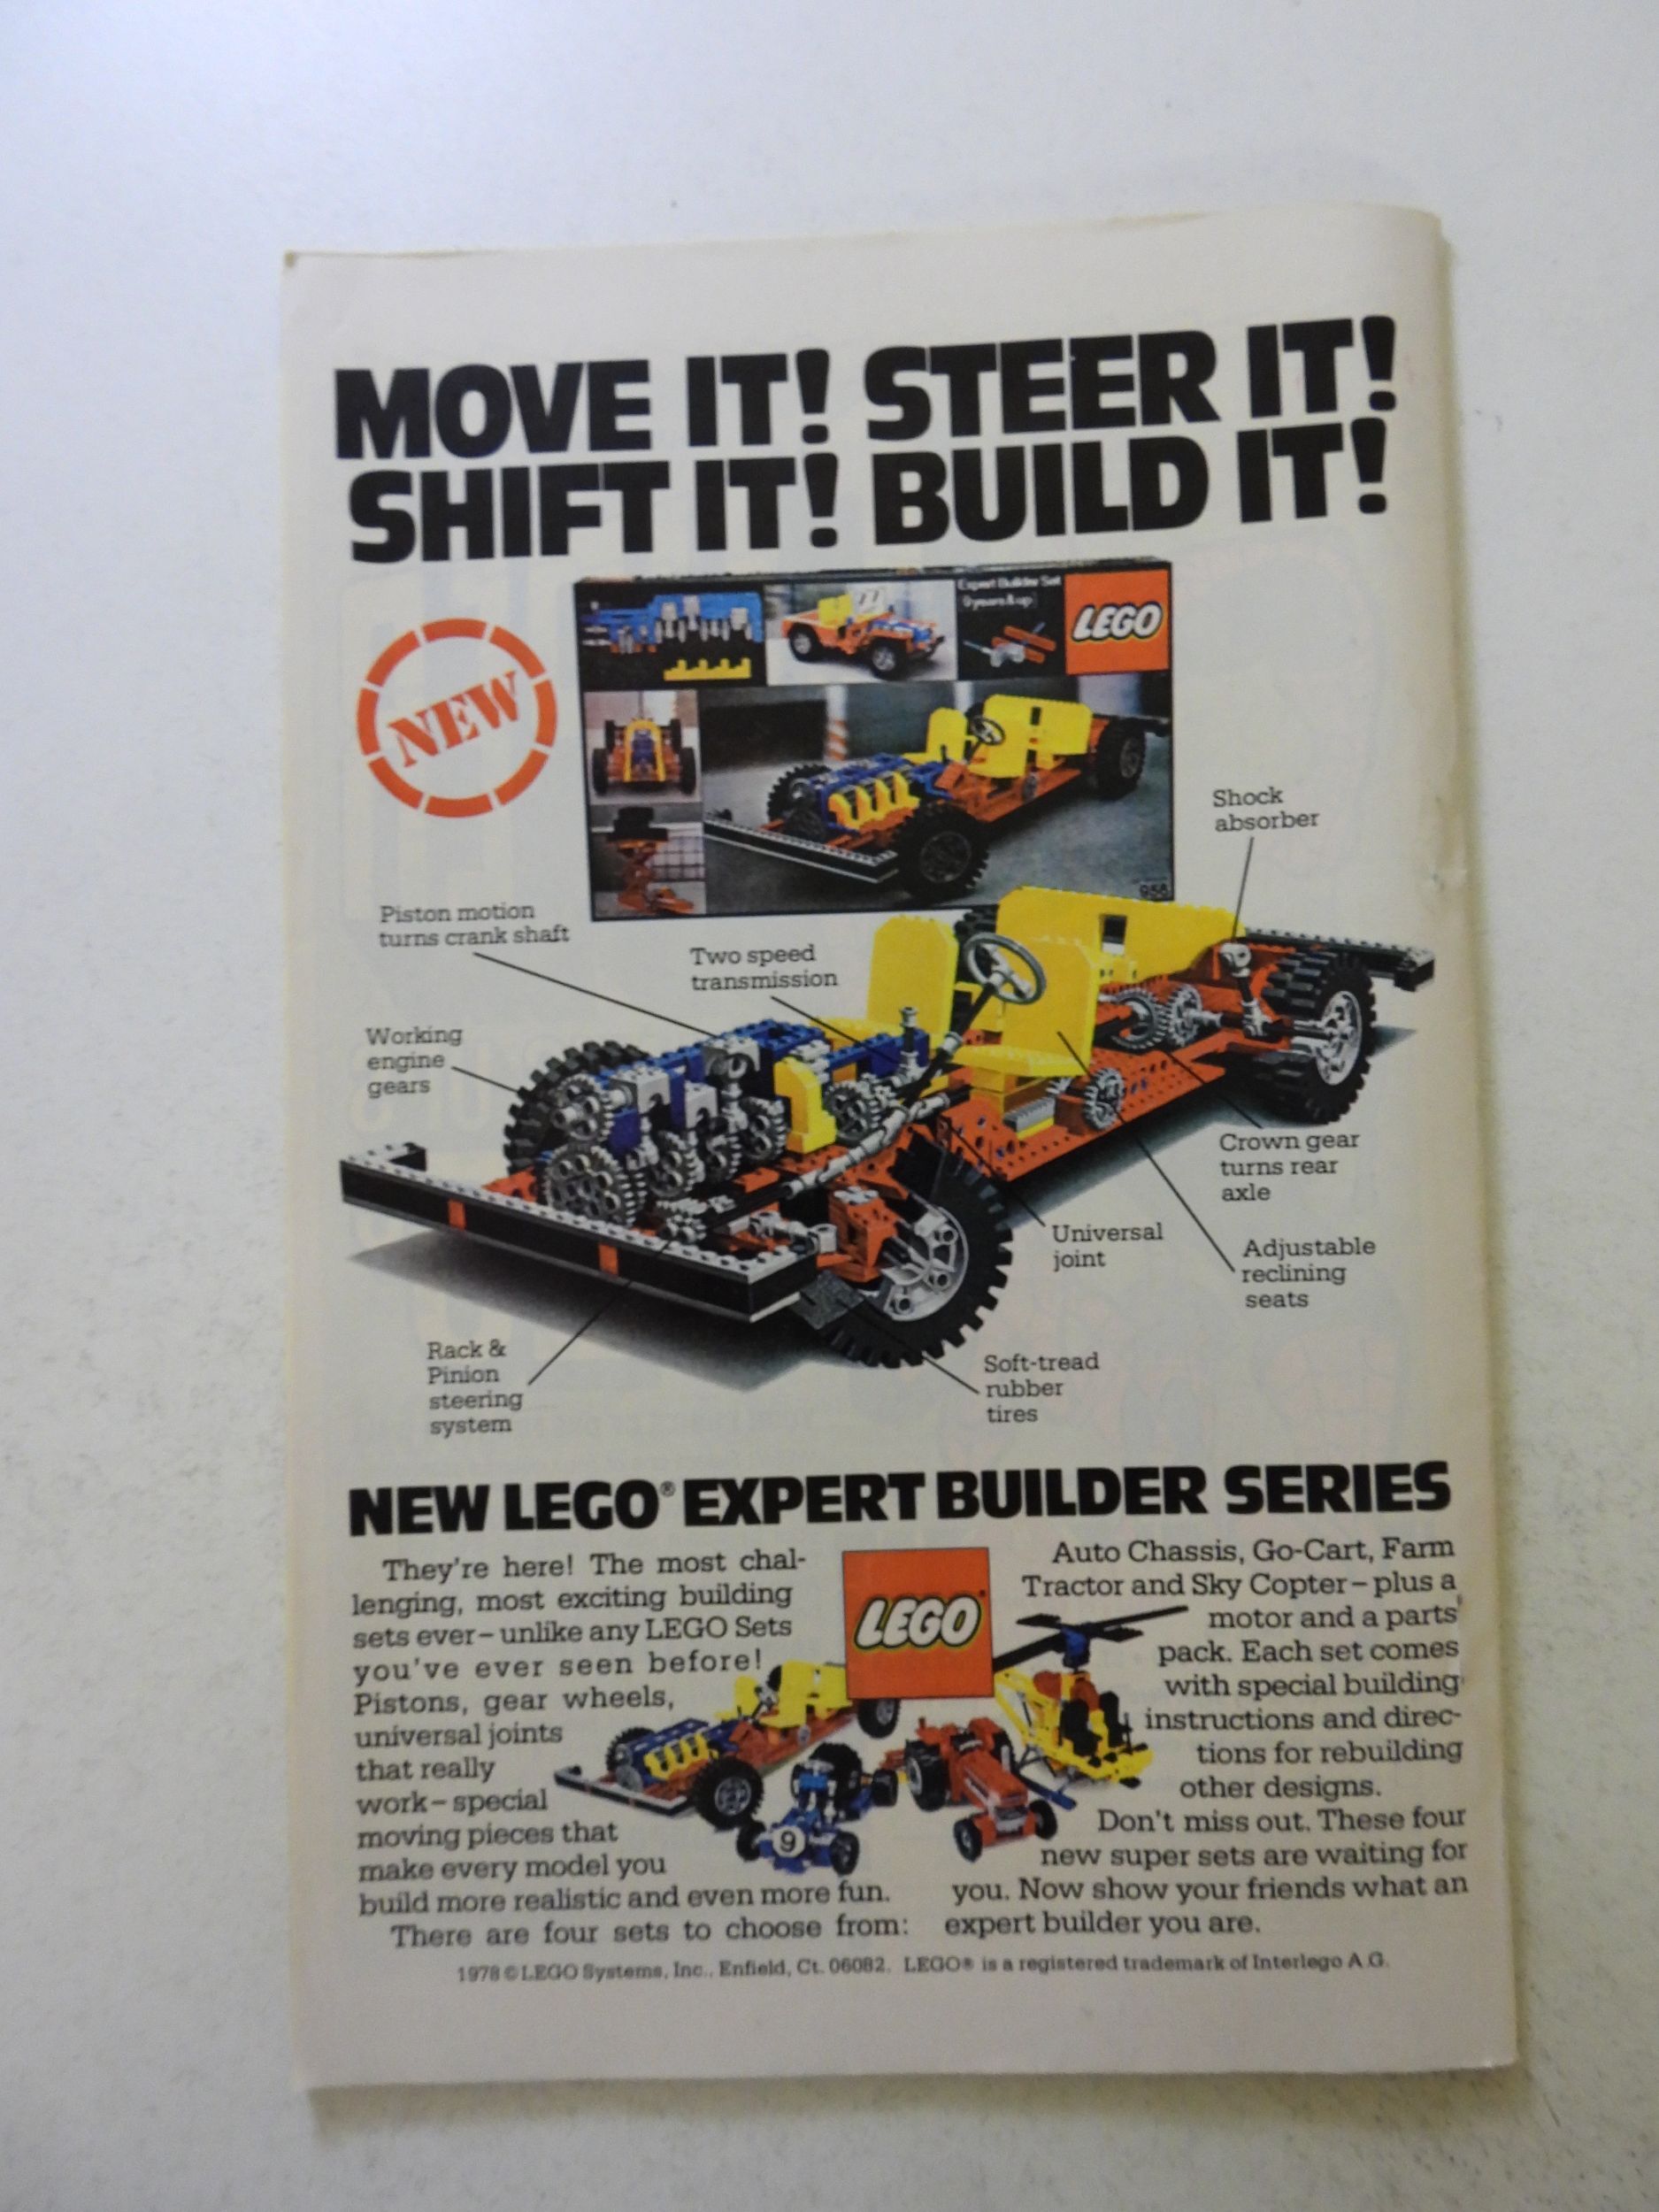 MOVE IT! STEER IT!
SHIFT IT! BUILD IT!
NEW
Expert Builder Set
9 years & up
LEGO
956
Shock
absorber
Piston motion
turns crank shaft
Two speed
transmission
Working
engine
gears
Crown gear
turns rear
axle
Universal
joint
Adjustable
reclining
seats
Rack &
Pinion
steering
system
Soft-tread
rubber
tires
NEW LEGO® EXPERT BUILDER SERIES
They're here! The most chal-
lenging, most exciting building
sets ever–unlike any LEGO Sets
you've ever seen before!
Pistons, gear wheels,
universal joints
that really
work–special
moving pieces that
make every model you
build more realistic and even more fun.
There are four sets to choose from:
LEGO®
9
Auto Chassis, Go-Cart, Farm
Tractor and Sky Copter–plus a
motor and a parts
pack. Each set comes
with special building
instructions and direc-
tions for rebuilding
other designs.
Don't miss out. These four
new super sets are waiting for
you. Now show your friends what an
expert builder you are.
1978 © LEGO Systems, Inc., Enfield, Ct. 06082. LEGO® is a registered trademark of Interlego A.G.